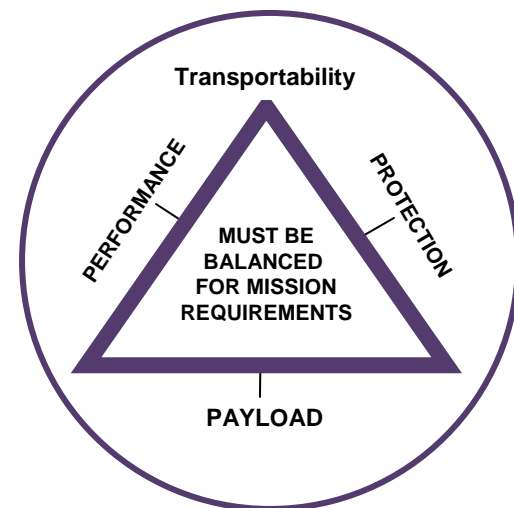 Transportability
PERFORMANCE
PROTECTION
MUST BE
BALANCED
FOR MISSION
REQUIREMENTS
PAYLOAD